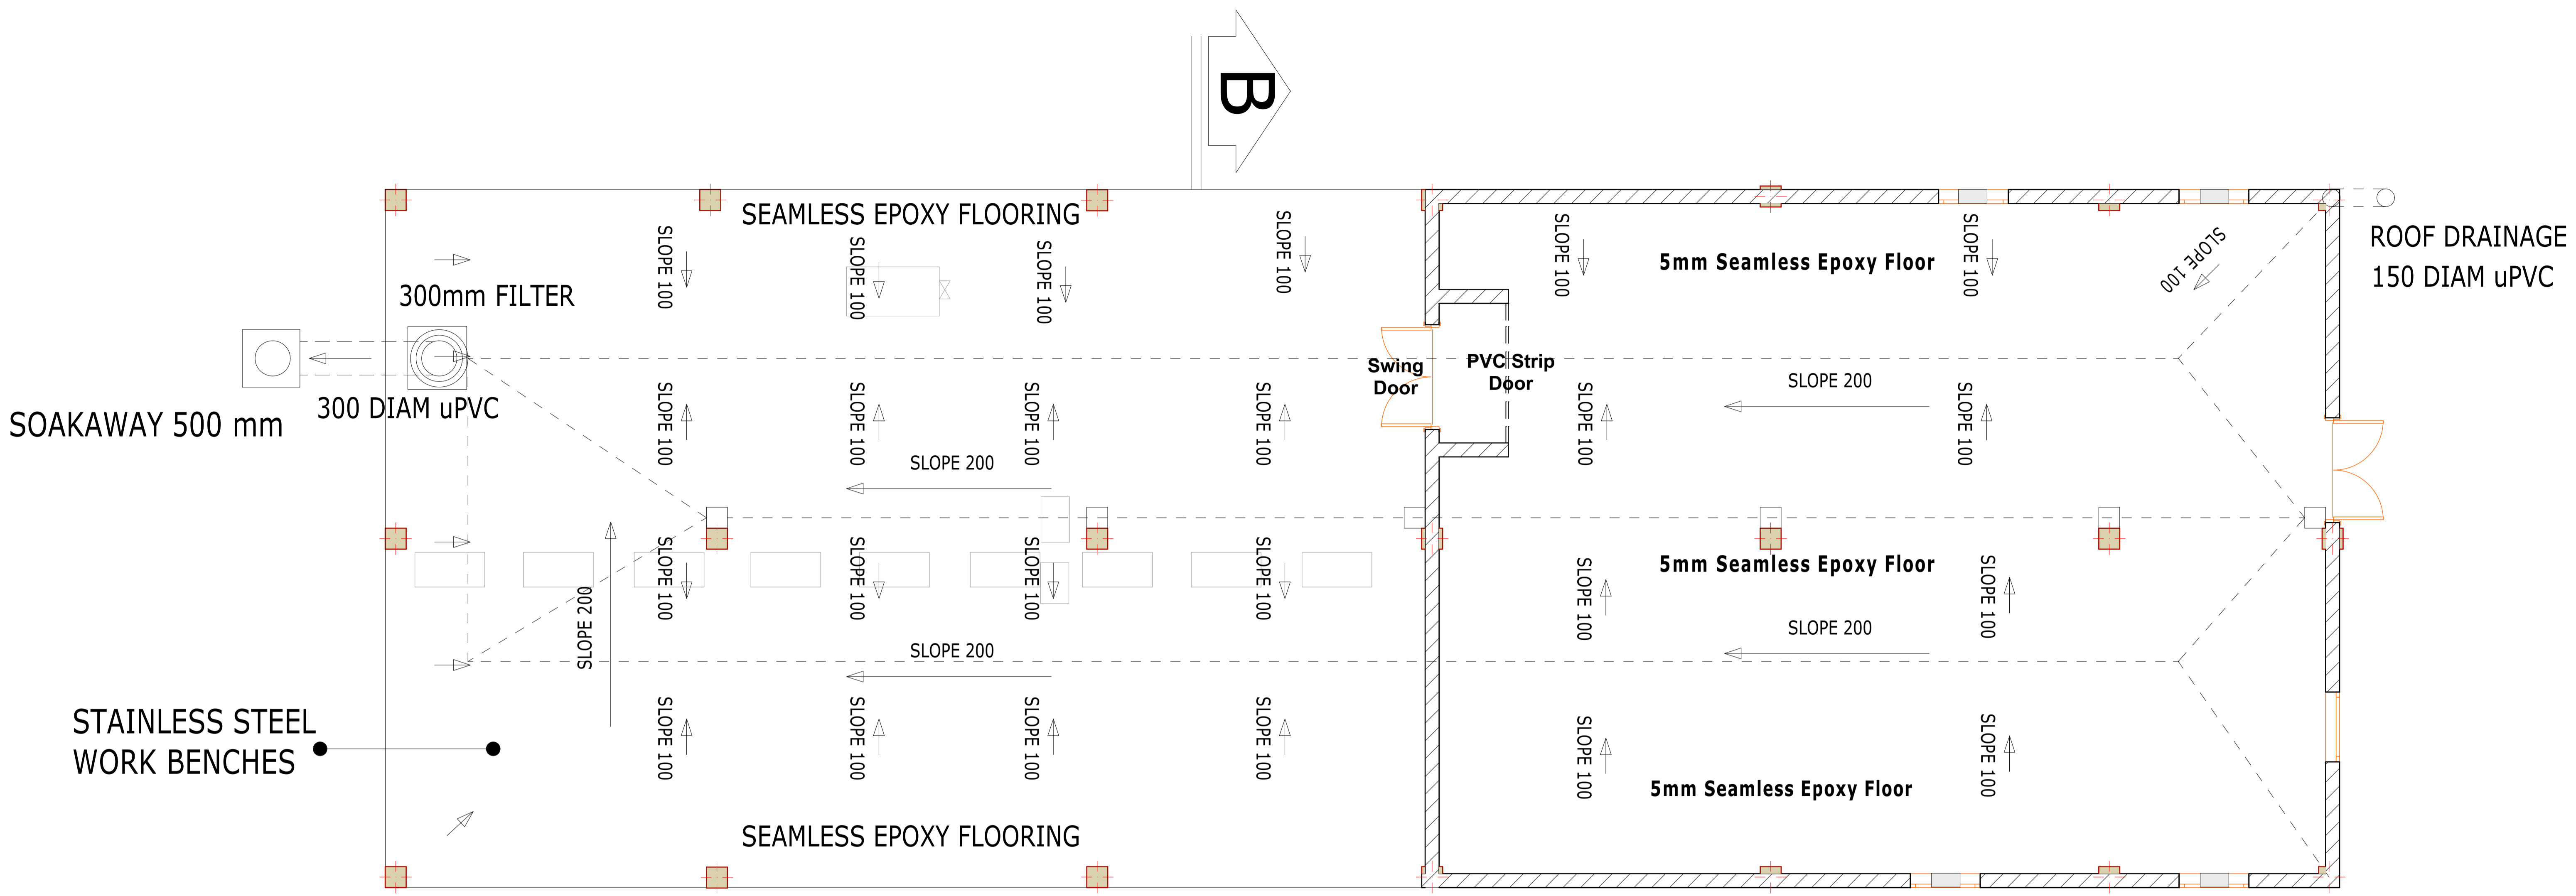 B
SEAMLESS EPOXY FLOORING
SLOPE 100
SLOPE 100
SLOPE 100
SLOPE 100
SLOPE 100
5mm Seamless Epoxy Floor
SLOPE 100
SLOPE 100
ROOF DRAINAGE
150 DIAM uPVC
300mm FILTER
Swing
Door
PVC Strip
Door
SLOPE 200
300 DIAM uPVC
SOAKAWAY 500 mm
SLOPE 100
SLOPE 100
SLOPE 100
SLOPE 100
SLOPE 100
SLOPE 100
SLOPE 200
SLOPE 100
SLOPE 100
SLOPE 100
SLOPE 100
5mm Seamless Epoxy Floor
SLOPE 100
SLOPE 100
SLOPE 200
SLOPE 200
SLOPE 200
STAINLESS STEEL
WORK BENCHES
SLOPE 100
SLOPE 100
SLOPE 100
SLOPE 100
SLOPE 100
SLOPE 100
5mm Seamless Epoxy Floor
SEAMLESS EPOXY FLOORING